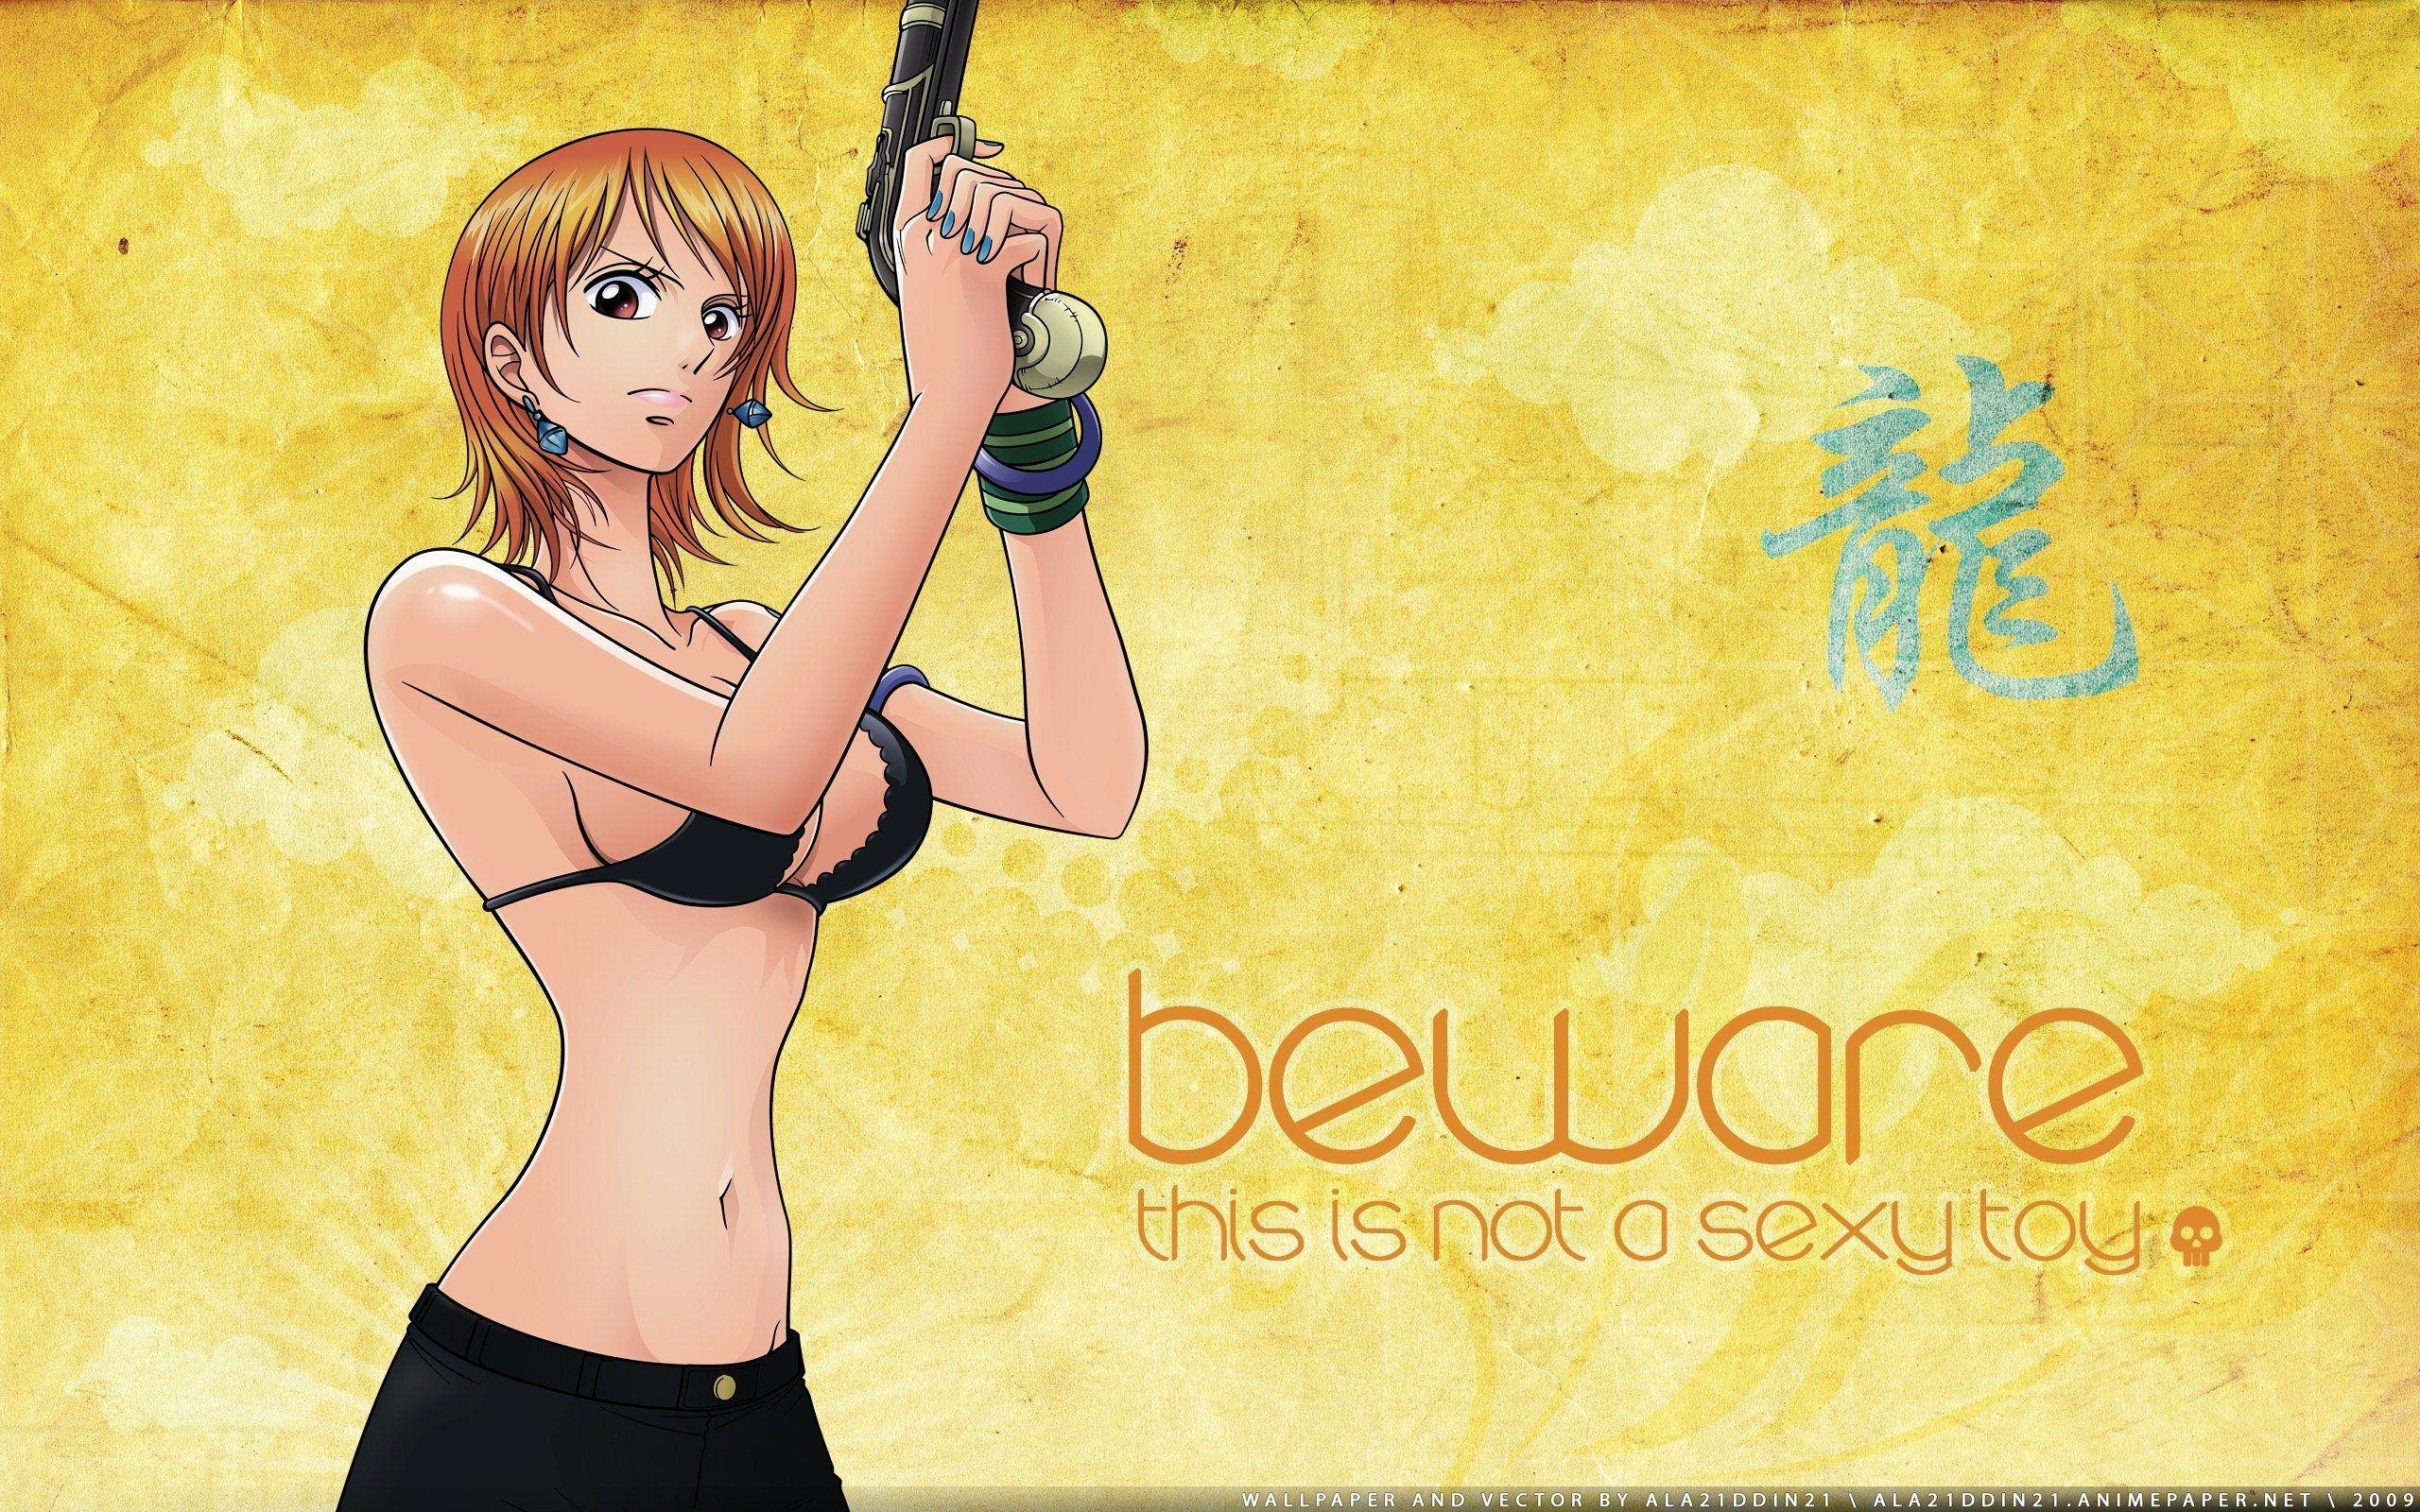 龍
beware
this is not a sexy toy
WALLPAPER AND VECTOR BY ALA21DDIN21 \ ALA21DDIN21.ANIMEPAPER.NET \ 2009